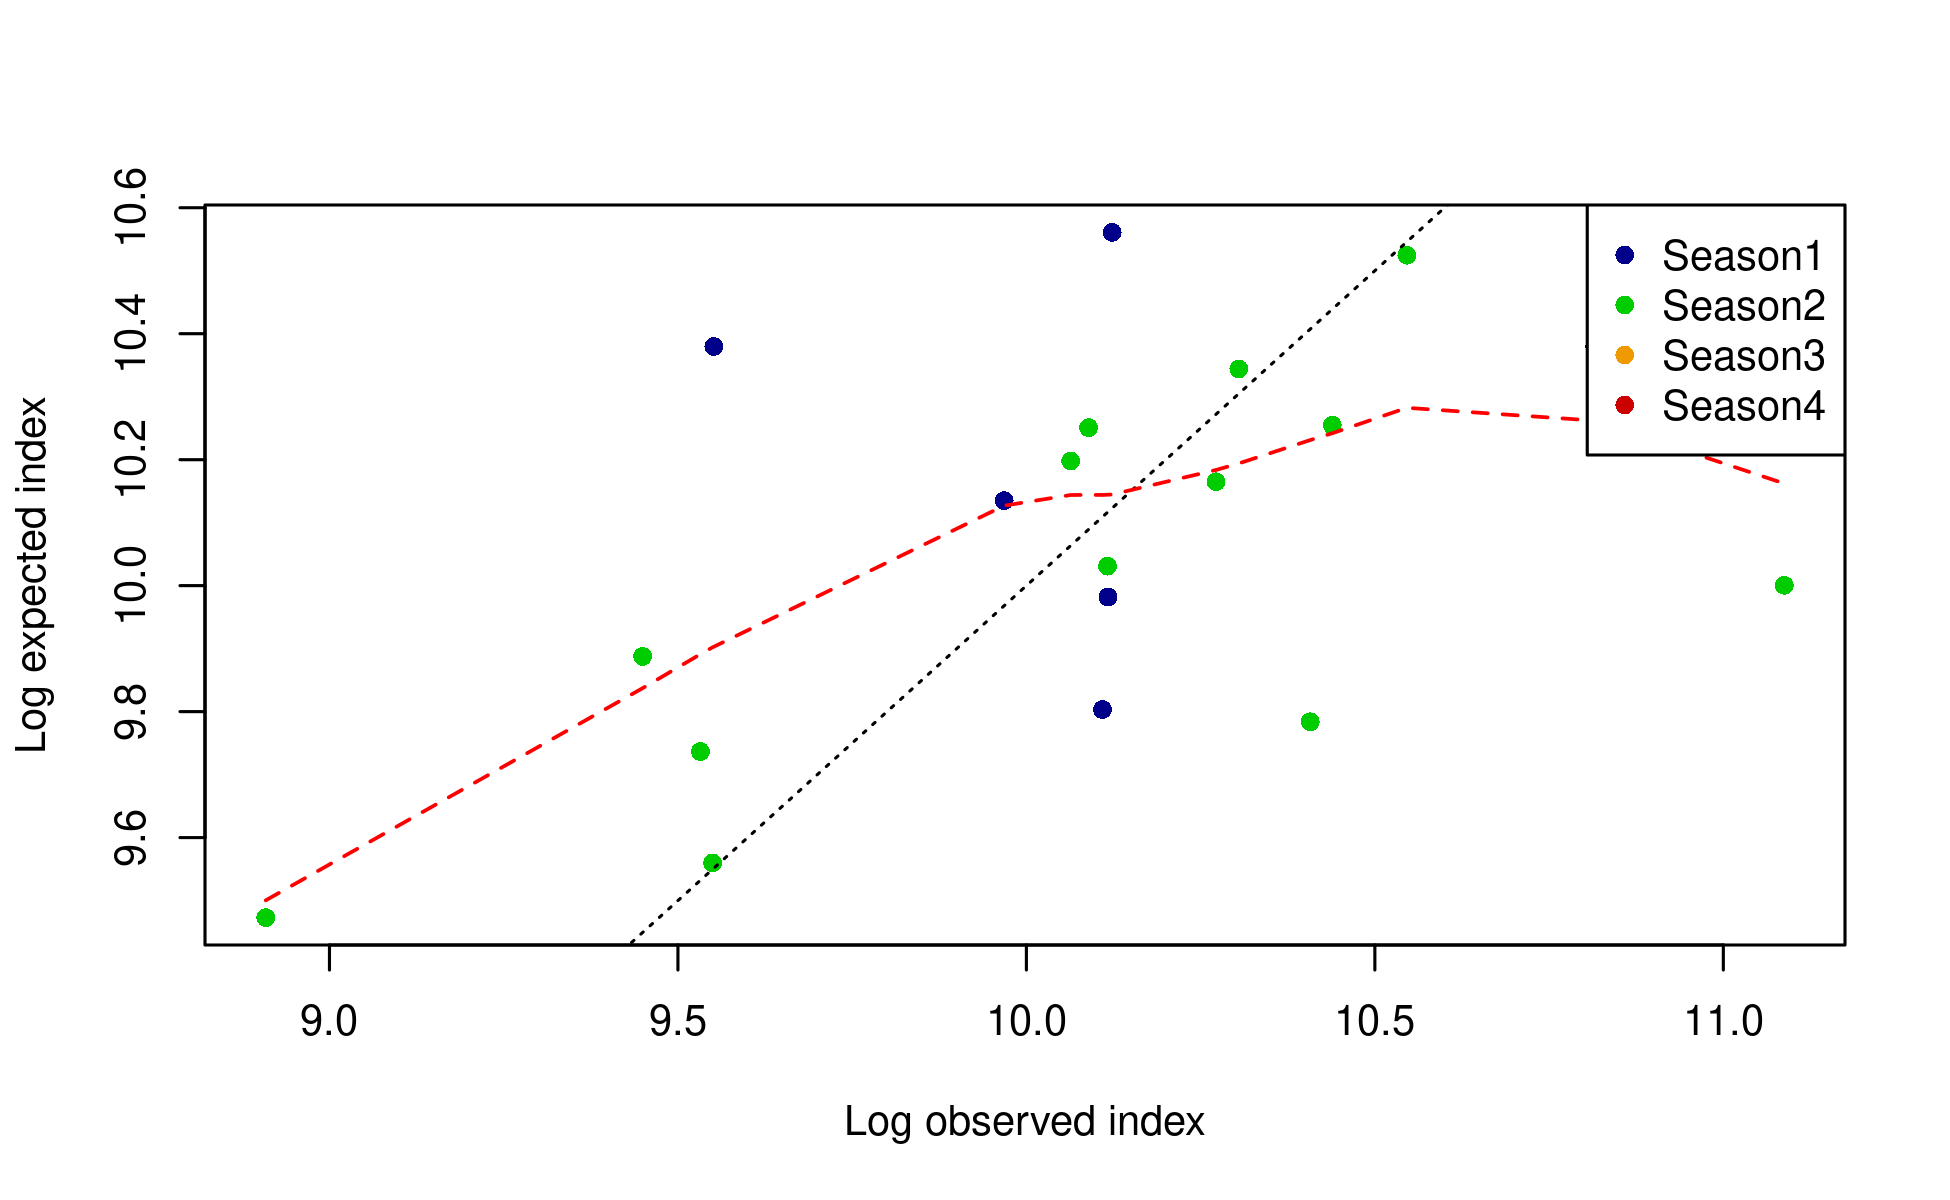 Log expected index
10.6
10.4
10.2
10.0
9.8
9.6
Season1
Season2
Season3
Season4
9.0 9.5 10.0 10.5 11.0
Log observed index